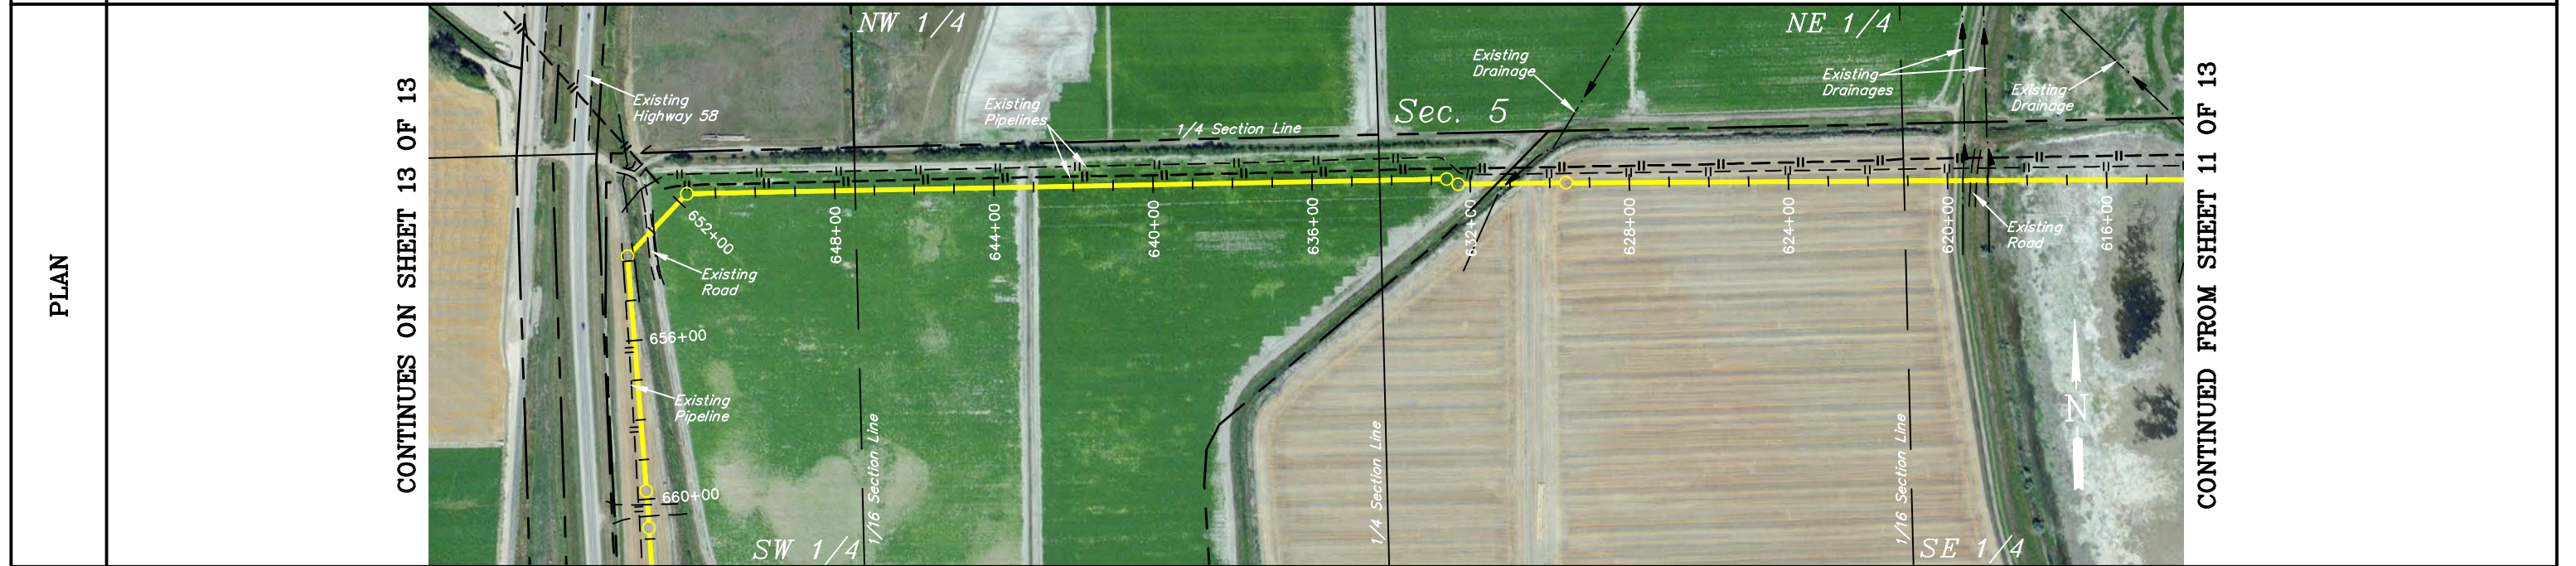 PLAN
CONTINUES ON SHEET 13 OF 13
NW 1/4
NE 1/4
Existing
Highway 58
Existing
Pipelines
1/4 Section Line
Sec. 5
Existing
Drainage
Existing
Drainages
Existing
Drainage
652+00
648+00
644+00
640+00
636+00
632+00
628+00
624+00
620+00
616+00
Existing
Road
Existing
Road
656+00
Existing
Pipeline
660+00
1/16 Section Line
1/4 Section Line
1/16 Section Line
N
SW 1/4
SE 1/4
CONTINUED FROM SHEET 11 OF 13